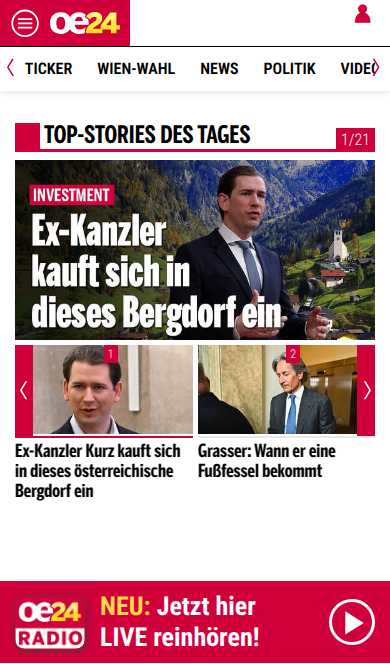 oe24
TICKER WIEN-WAHL NEWS POLITIK VIDEO
TOP-STORIES DES TAGES
1/21
INVESTMENT
Ex-Kanzler
kauft sich in
dieses Bergdorf ein
1
2
Ex-Kanzler Kurz kauft sich
in dieses österreichische
Bergdorf ein
Grasser: Wann er eine
Fußfessel bekommt
oe24
RADIO
NEU: Jetzt hier
LIVE reinhören!